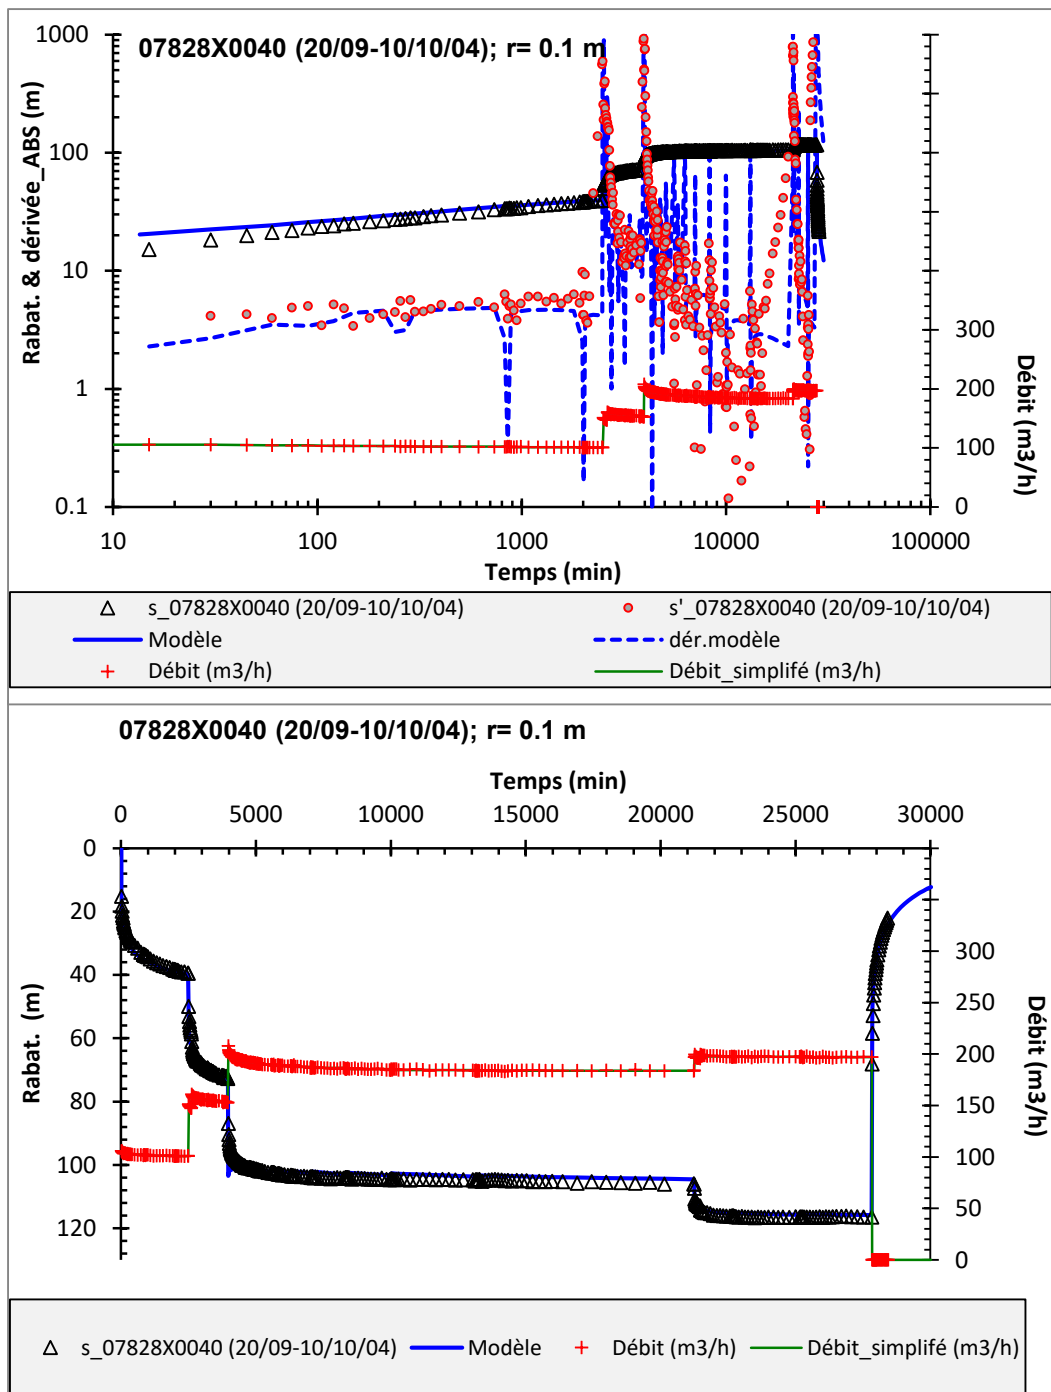 07828X0040 (20/09-10/10/04); r= 0.1 m
Rabat. & dérivée_ABS (m)
1000
100
10
1
0.1
300
200
100
0
Débit (m3/h)
10 100 1000 10000 100000
Temps (min)
s_07828X0040 (20/09-10/10/04) s'_07828X0040 (20/09-10/10/04)
Modèle dér.modèle
Débit (m3/h) Débit_simplifé (m3/h)
07828X0040 (20/09-10/10/04); r= 0.1 m
Temps (min)
0 5000 10000 15000 20000 25000 30000
Rabat. (m)
0
20
40
60
80
100
120
300
250
200
150
100
50
0
Débit (m3/h)
s_07828X0040 (20/09-10/10/04) Modèle Débit (m3/h) Débit_simplifé (m3/h)